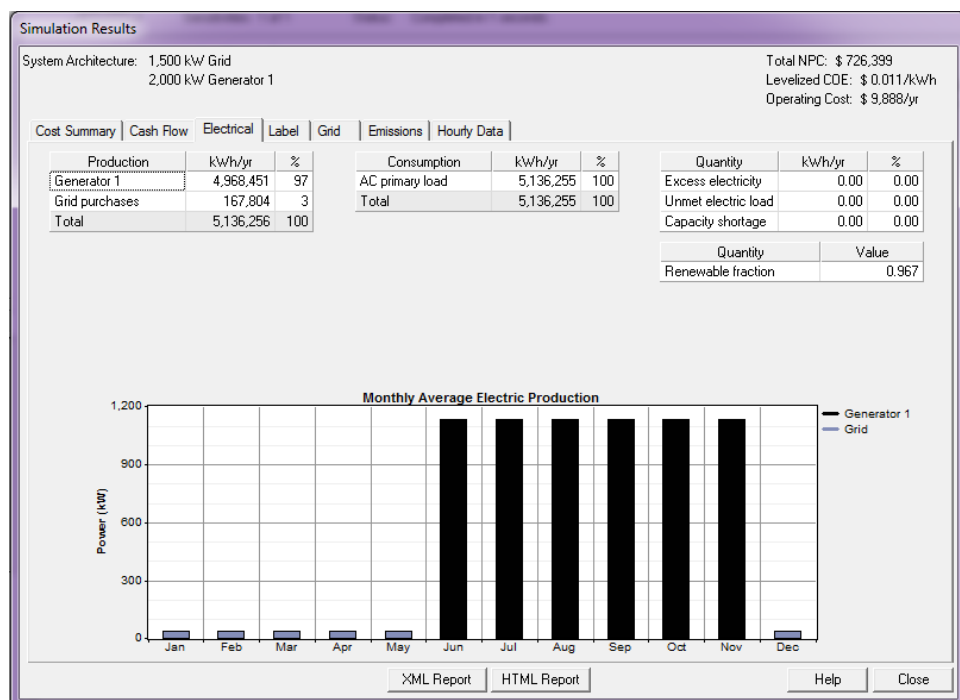 Simulation Results
System Architecture: 1,500 kW Grid
2,000 kW Generator 1
Total NPC: $ 726,399
Levelized COE: $ 0.011/kWh
Operating Cost: $ 9,888/yr
Cost Summary Cash Flow Electrical Label Grid Emissions Hourly Data
Production kWh/yr %
Generator 1 4,968,451 97
Grid purchases 167,804 3
Total 5,136,256 100
Consumption kWh/yr %
AC primary load 5,136,255 100
Total 5,136,255 100
Quantity kWh/yr %
Excess electricity 0.00 0.00
Unmet electric load 0.00 0.00
Capacity shortage 0.00 0.00
Quantity Value
Renewable fraction 0.967
Monthly Average Electric Production
1,200
900
600
300
0
Power (kW)
Jan Feb Mar Apr May Jun Jul Aug Sep Oct Nov Dec
Generator 1
Grid
XML Report HTML Report Help Close